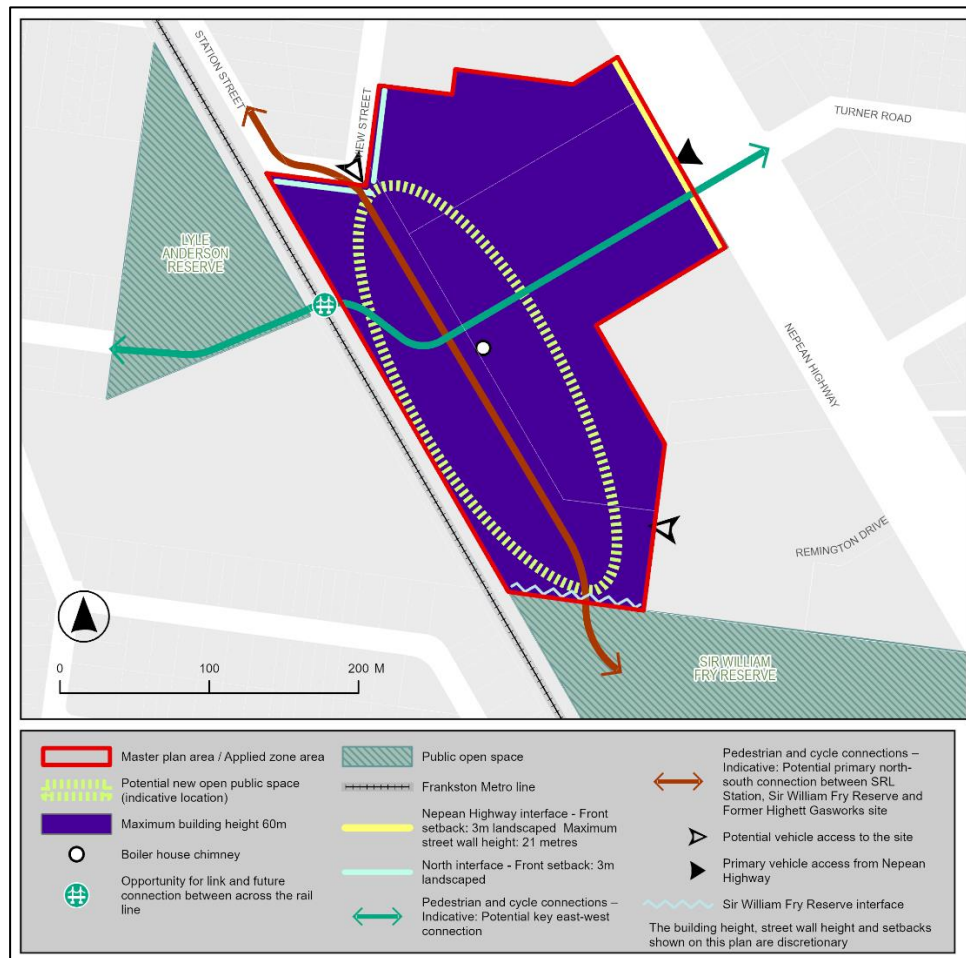 STATION STREET
VIEW STREET
TURNER ROAD
LYLE
ANDERSON
RESERVE
NEPEAN HIGHWAY
REMINGTON DRIVE
SIR WILLIAM
FRY RESERVE
0 100 200 M
Master plan area / Applied zone area
Potential new open public space
(indicative location)
Maximum building height 60m
Boiler house chimney
Opportunity for link and future
connection between across the rail
line
Public open space
Frankston Metro line
Nepean Highway interface - Front
setback: 3m landscaped Maximum
street wall height: 21 metres
North interface - Front setback: 3m
landscaped
Pedestrian and cycle connections –
Indicative: Potential key east-west
connection
Pedestrian and cycle connections –
Indicative: Potential primary north-
south connection between SRL
Station, Sir William Fry Reserve and
Former Highett Gasworks site
Potential vehicle access to the site
Primary vehicle access from Nepean
Highway
Sir William Fry Reserve interface
The building height, street wall height and setbacks
shown on this plan are discretionary